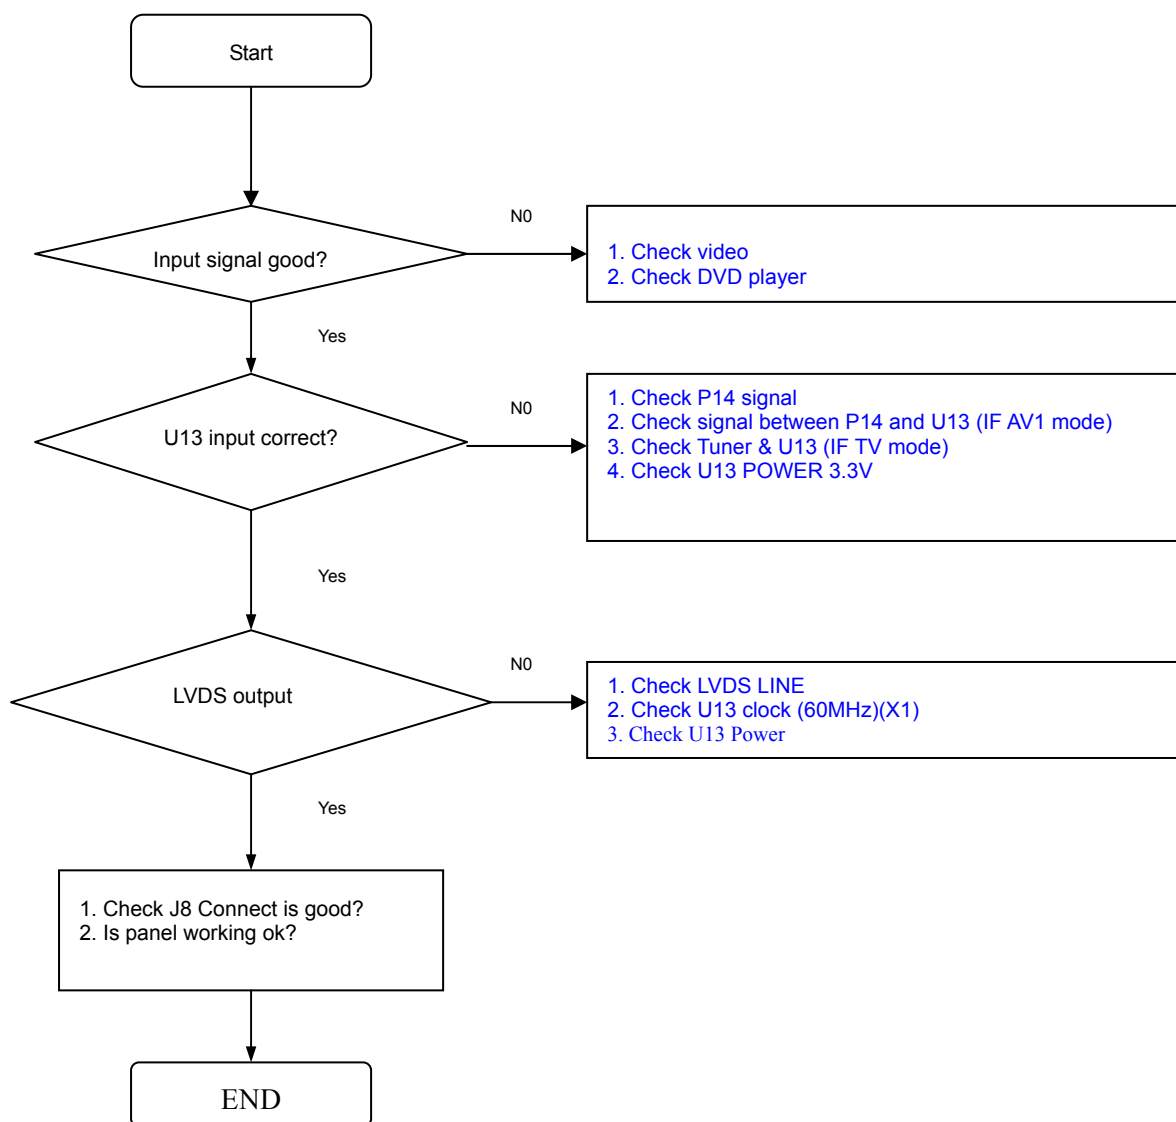 Start
Input signal good?
N0
1. Check video
2. Check DVD player
Yes
U13 input correct?
N0
1. Check P14 signal
2. Check signal between P14 and U13 (IF AV1 mode)
3. Check Tuner & U13 (IF TV mode)
4. Check U13 POWER 3.3V
Yes
LVDS output
N0
1. Check LVDS LINE
2. Check U13 clock (60MHz)(X1)
3. Check U13 Power
Yes
1. Check J8 Connect is good?
2. Is panel working ok?
END